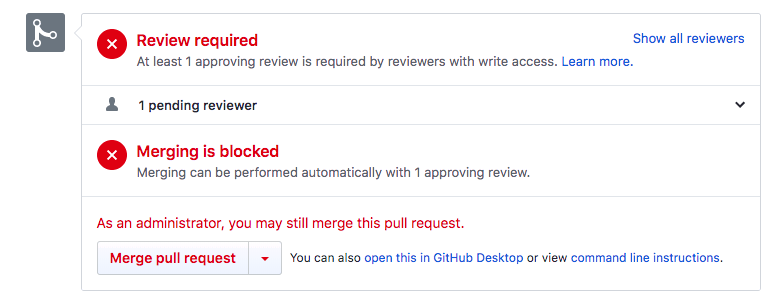 Review required
Show all reviewers
At least 1 approving review is required by reviewers with write access. Learn more.
1 pending reviewer
Merging is blocked
Merging can be performed automatically with 1 approving review.
As an administrator, you may still merge this pull request.
Merge pull request
You can also open this in GitHub Desktop or view command line instructions.